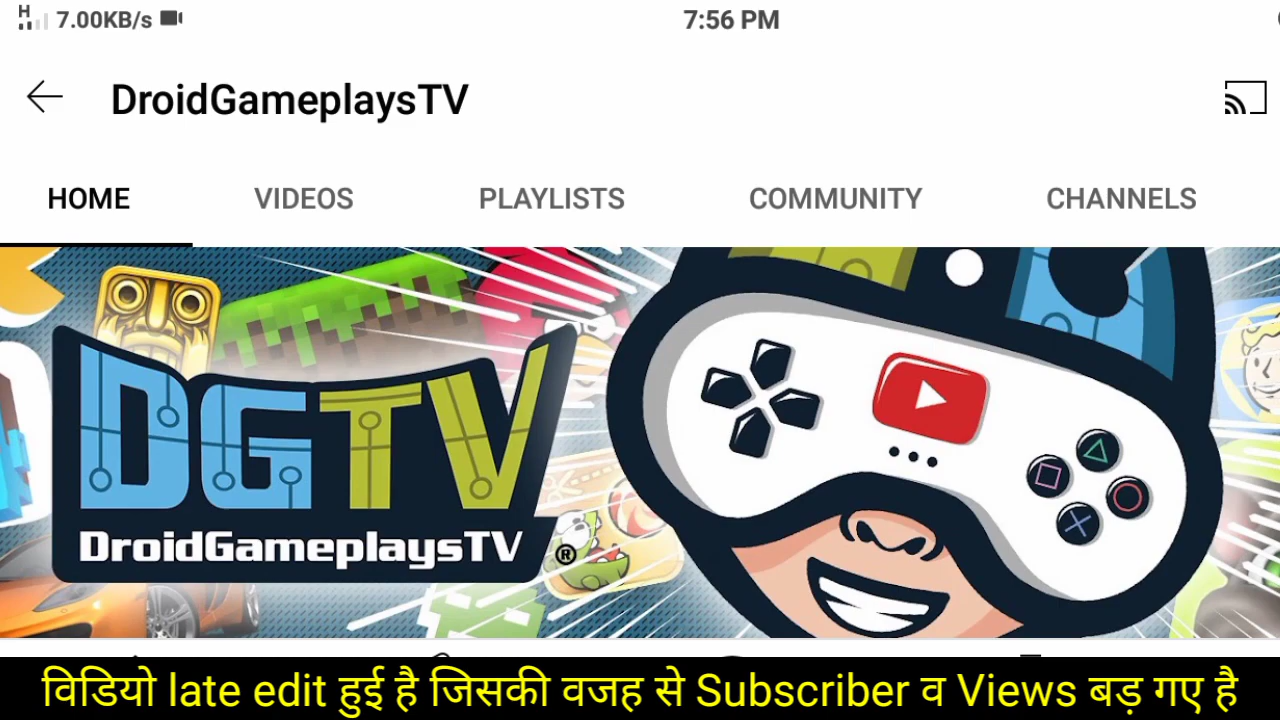 H 7.00KB/s 7:56 PM
DroidGameplaysTV
HOME VIDEOS PLAYLISTS COMMUNITY CHANNELS
DGTV
DroidGameplaysTV ®
विडियो late edit हुई है जिसकी वजह से Subscriber व Views बड़ गए है